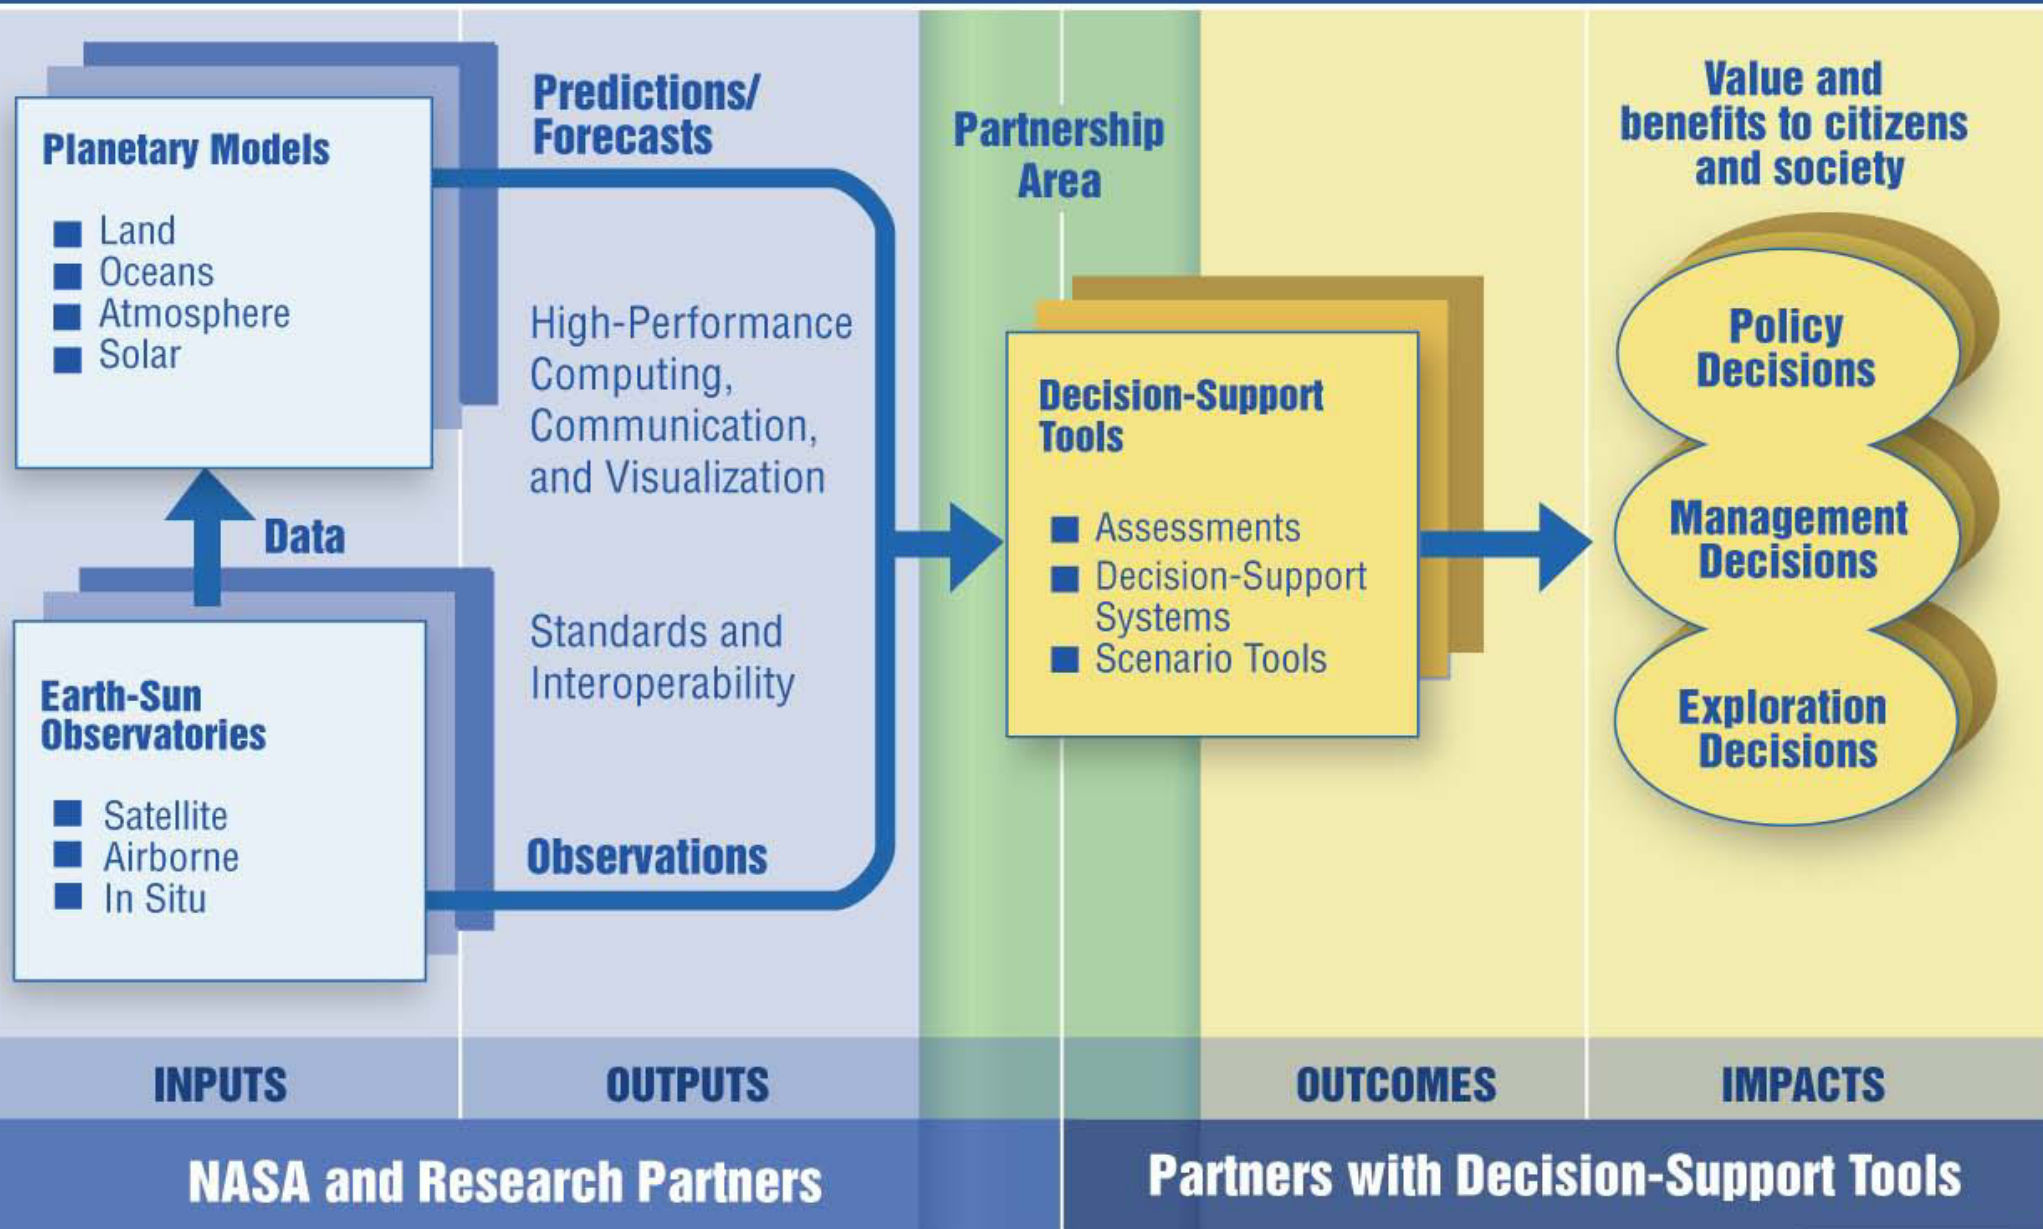 Planetary Models
Land
Oceans
Atmosphere
Solar
Data
Earth-Sun
Observatories
Satellite
Airborne
In Situ
Predictions/
Forecasts
High-Performance
Computing,
Communication,
and Visualization
Standards and
Interoperability
Observations
Partnership
Area
Decision-Support
Tools
Assessments
Decision-Support
Systems
Scenario Tools
Value and
benefits to citizens
and society
Policy
Decisions
Management
Decisions
Exploration
Decisions
INPUTS
OUTPUTS
OUTCOMES
IMPACTS
NASA and Research Partners
Partners with Decision-Support Tools